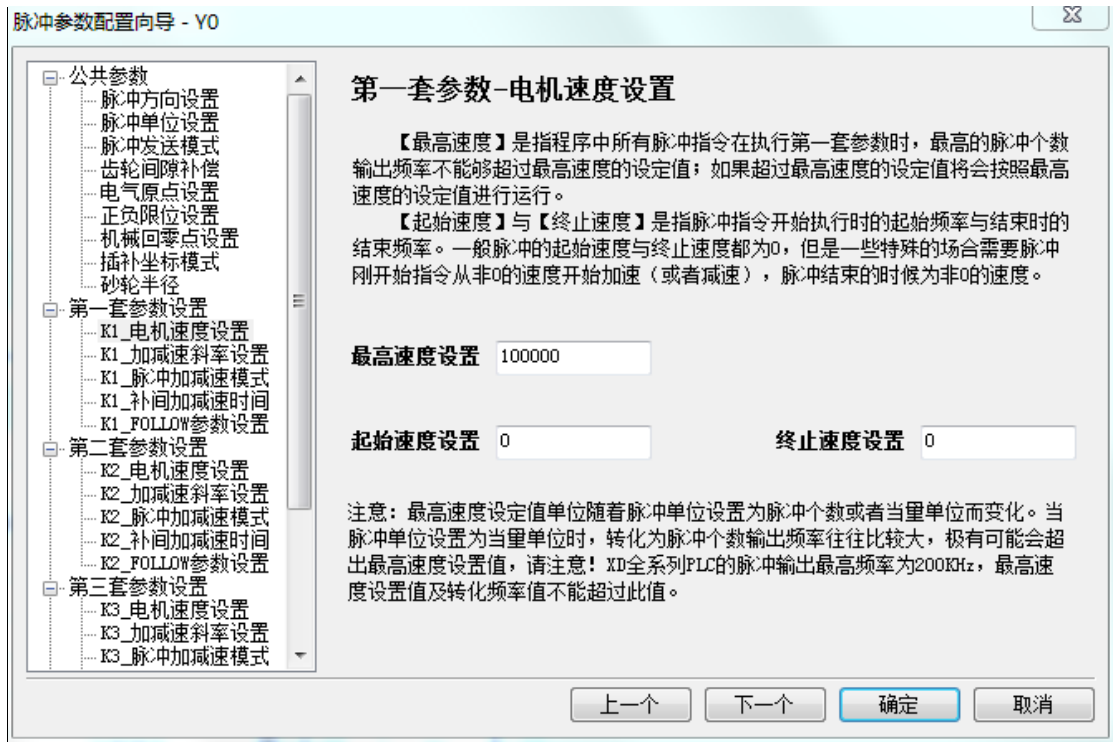 脉冲参数配置向导 - Y0
公共参数
脉冲方向设置
脉冲单位设置
脉冲发送模式
齿轮间隙补偿
电气原点设置
正负限位设置
机械回零点设置
插补坐标模式
砂轮半径
第一套参数设置
K1_电机速度设置
K1_加减速斜率设置
K1_脉冲加减速模式
K1_补间加减速时间
K1_FOLLOW参数设置
第二套参数设置
K2_电机速度设置
K2_加减速斜率设置
K2_脉冲加减速模式
K2_补间加减速时间
K2_FOLLOW参数设置
第三套参数设置
K3_电机速度设置
K3_加减速斜率设置
K3_脉冲加减速模式
第一套参数-电机速度设置
【最高速度】是指程序中所有脉冲指令在执行第一套参数时，最高的脉冲个数
输出频率不能够超过最高速度的设定值；如果超过最高速度的设定值将会按照最高
速度的设定值进行运行。
【起始速度】与【终止速度】是指脉冲指令开始执行时的起始频率与结束时的
结束频率。一般脉冲的起始速度与终止速度都为0，但是一些特殊的场合需要脉冲
刚开始指令从非0的速度开始加速（或者减速），脉冲结束的时候为非0的速度。
最高速度设置 100000
起始速度设置 0 终止速度设置 0
注意：最高速度设定值单位随着脉冲单位设置为脉冲个数或者当量单位而变化。当
脉冲单位设置为当量单位时，转化为脉冲个数输出频率往往比较大，极有可能会超
出最高速度设置值，请注意！XD全系列PLC的脉冲输出最高频率为200KHz，最高速
度设置值及转化频率值不能超过此值。
上一个 下一个 确定 取消